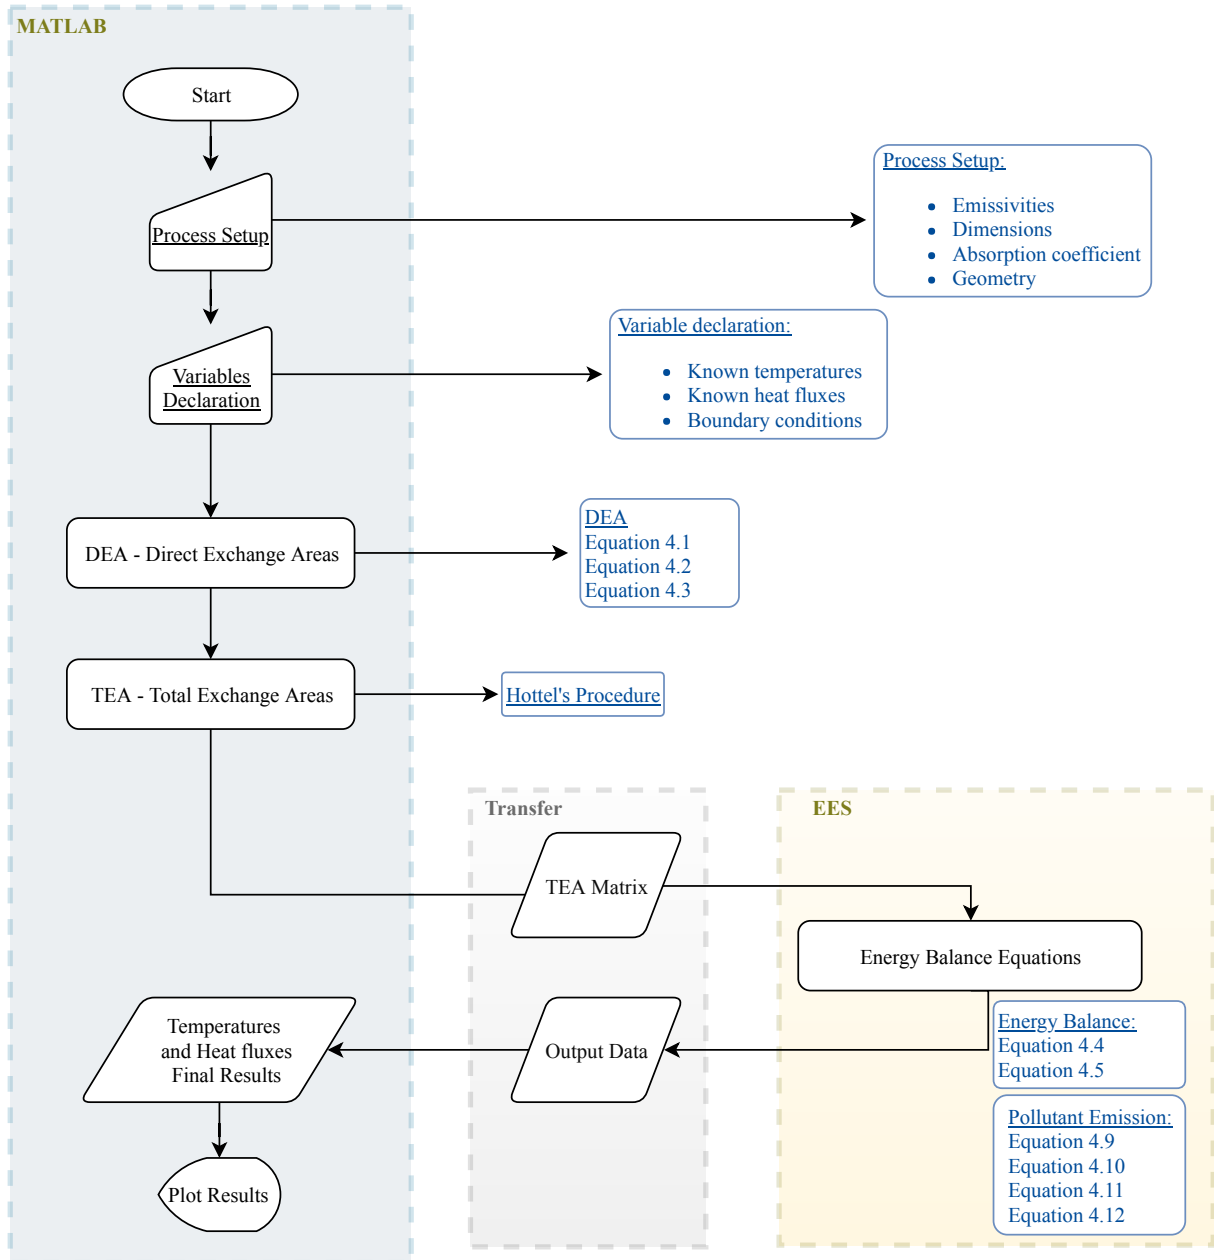 MATLAB
Start
Process Setup
Process Setup:
• Emissivities
• Dimensions
• Absorption coefficient
• Geometry
Variables
Declaration
Variable declaration:
• Known temperatures
• Known heat fluxes
• Boundary conditions
DEA - Direct Exchange Areas
DEA
Equation 4.1
Equation 4.2
Equation 4.3
TEA - Total Exchange Areas
Hottel's Procedure
Transfer
EES
TEA Matrix
Energy Balance Equations
Energy Balance:
Equation 4.4
Equation 4.5
Pollutant Emission:
Equation 4.9
Equation 4.10
Equation 4.11
Equation 4.12
Output Data
Temperatures
and Heat fluxes
Final Results
Plot Results